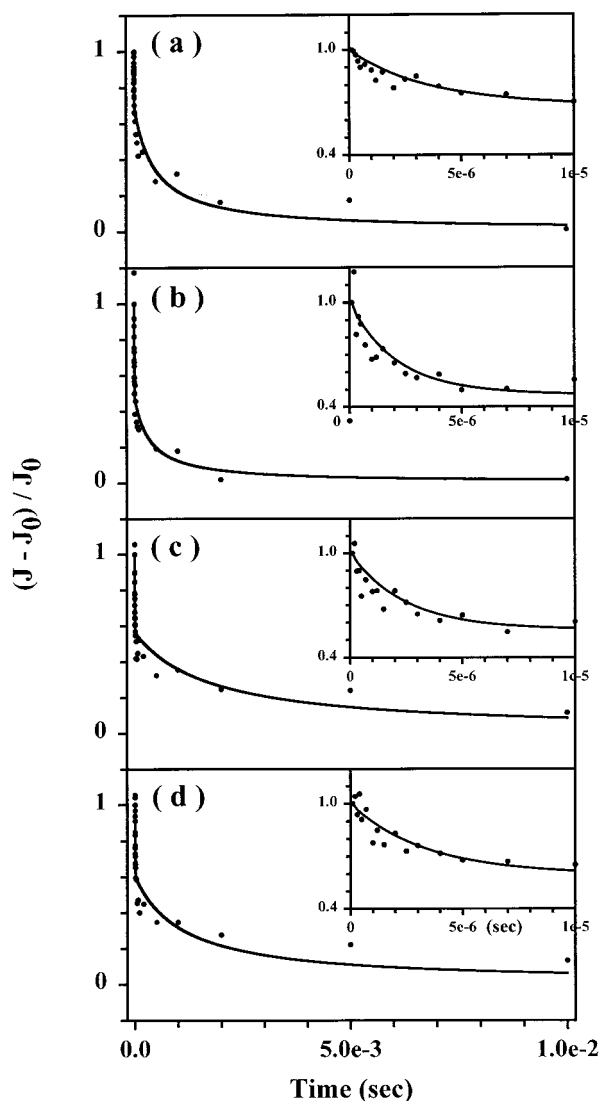 ( a )
1
0
1.0
0.4
0
5e-6
1e-5
( b )
1
0
1.0
0.4
0
5e-6
1e-5
( c )
1
0
1.0
0.4
0
5e-6
1e-5
( d )
1
0
1.0
0.4
0
5e-6 (sec)
1e-5
(J - J0) / J0
0.0
5.0e-3
1.0e-2
Time (sec)